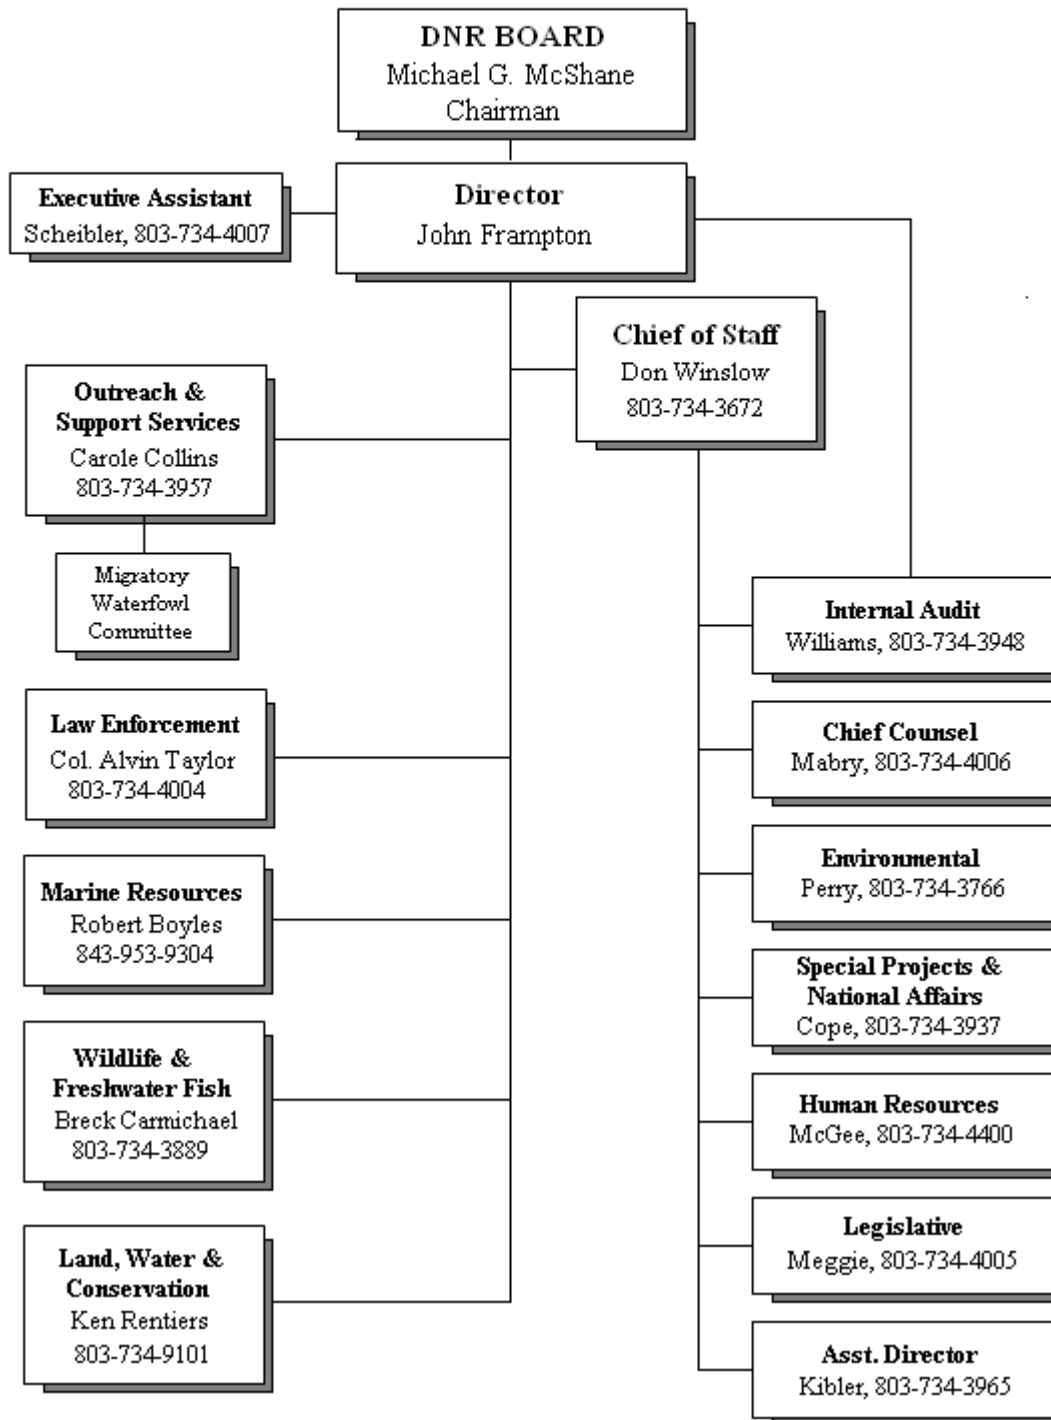 DNR BOARD
Michael G. McShane
Chairman
Executive Assistant
Scheibler, 803-734-4007
Director
John Frampton
Chief of Staff
Don Winslow
803-734-3672
Outreach &
Support Services
Carole Collins
803-734-3957
Migratory
Waterfowl
Committee
Law Enforcement
Col. Alvin Taylor
803-734-4004
Marine Resources
Robert Boyles
843-953-9304
Wildlife &
Freshwater Fish
Breck Carmichael
803-734-3889
Land, Water &
Conservation
Ken Rentiers
803-734-9101
Internal Audit
Williams, 803-734-3948
Chief Counsel
Mabry, 803-734-4006
Environmental
Perry, 803-734-3766
Special Projects &
National Affairs
Cope, 803-734-3937
Human Resources
McGee, 803-734-4400
Legislative
Meggie, 803-734-4005
Asst. Director
Kibler, 803-734-3965